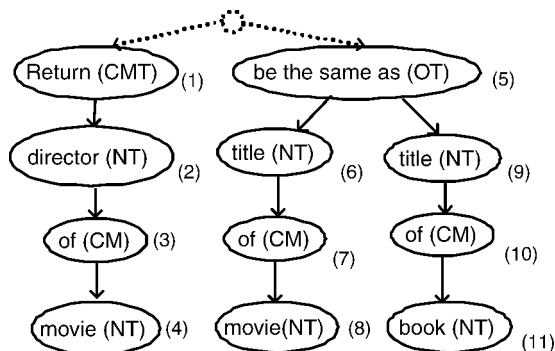 Return (CMT)
(1)
be the same as (OT)
(5)
director (NT)
(2)
title (NT)
(6)
title (NT)
(9)
of (CM)
(3)
of (CM)
(7)
of (CM)
(10)
movie (NT)
(4)
movie(NT)
(8)
book (NT)
(11)